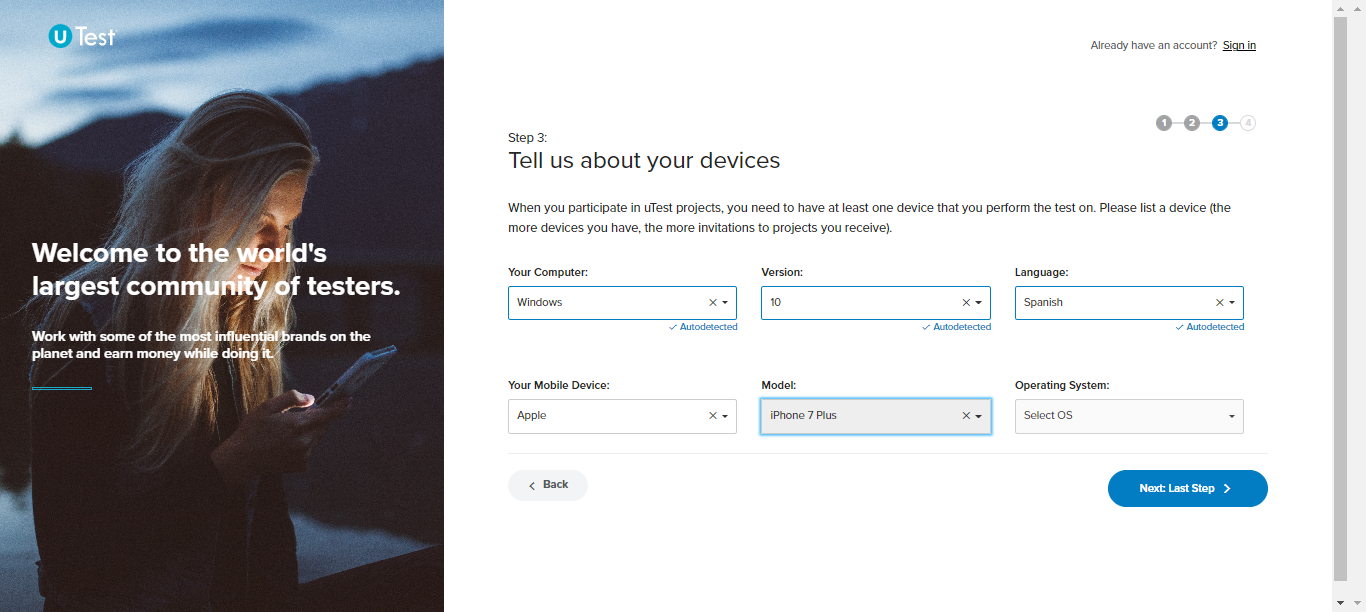 uTest
Already have an account? Sign in
1 2 3 4
Step 3:
Tell us about your devices
When you participate in uTest projects, you need to have at least one device that you perform the test on. Please list a device (the
more devices you have, the more invitations to projects you receive).
Welcome to the world's
largest community of testers.
Work with some of the most influential brands on the
planet and earn money while doing it.
Your Computer: Version: Language:
Windows 10 Spanish
Autodetected Autodetected Autodetected
Your Mobile Device: Model: Operating System:
Apple iPhone 7 Plus Select OS
Back Next: Last Step